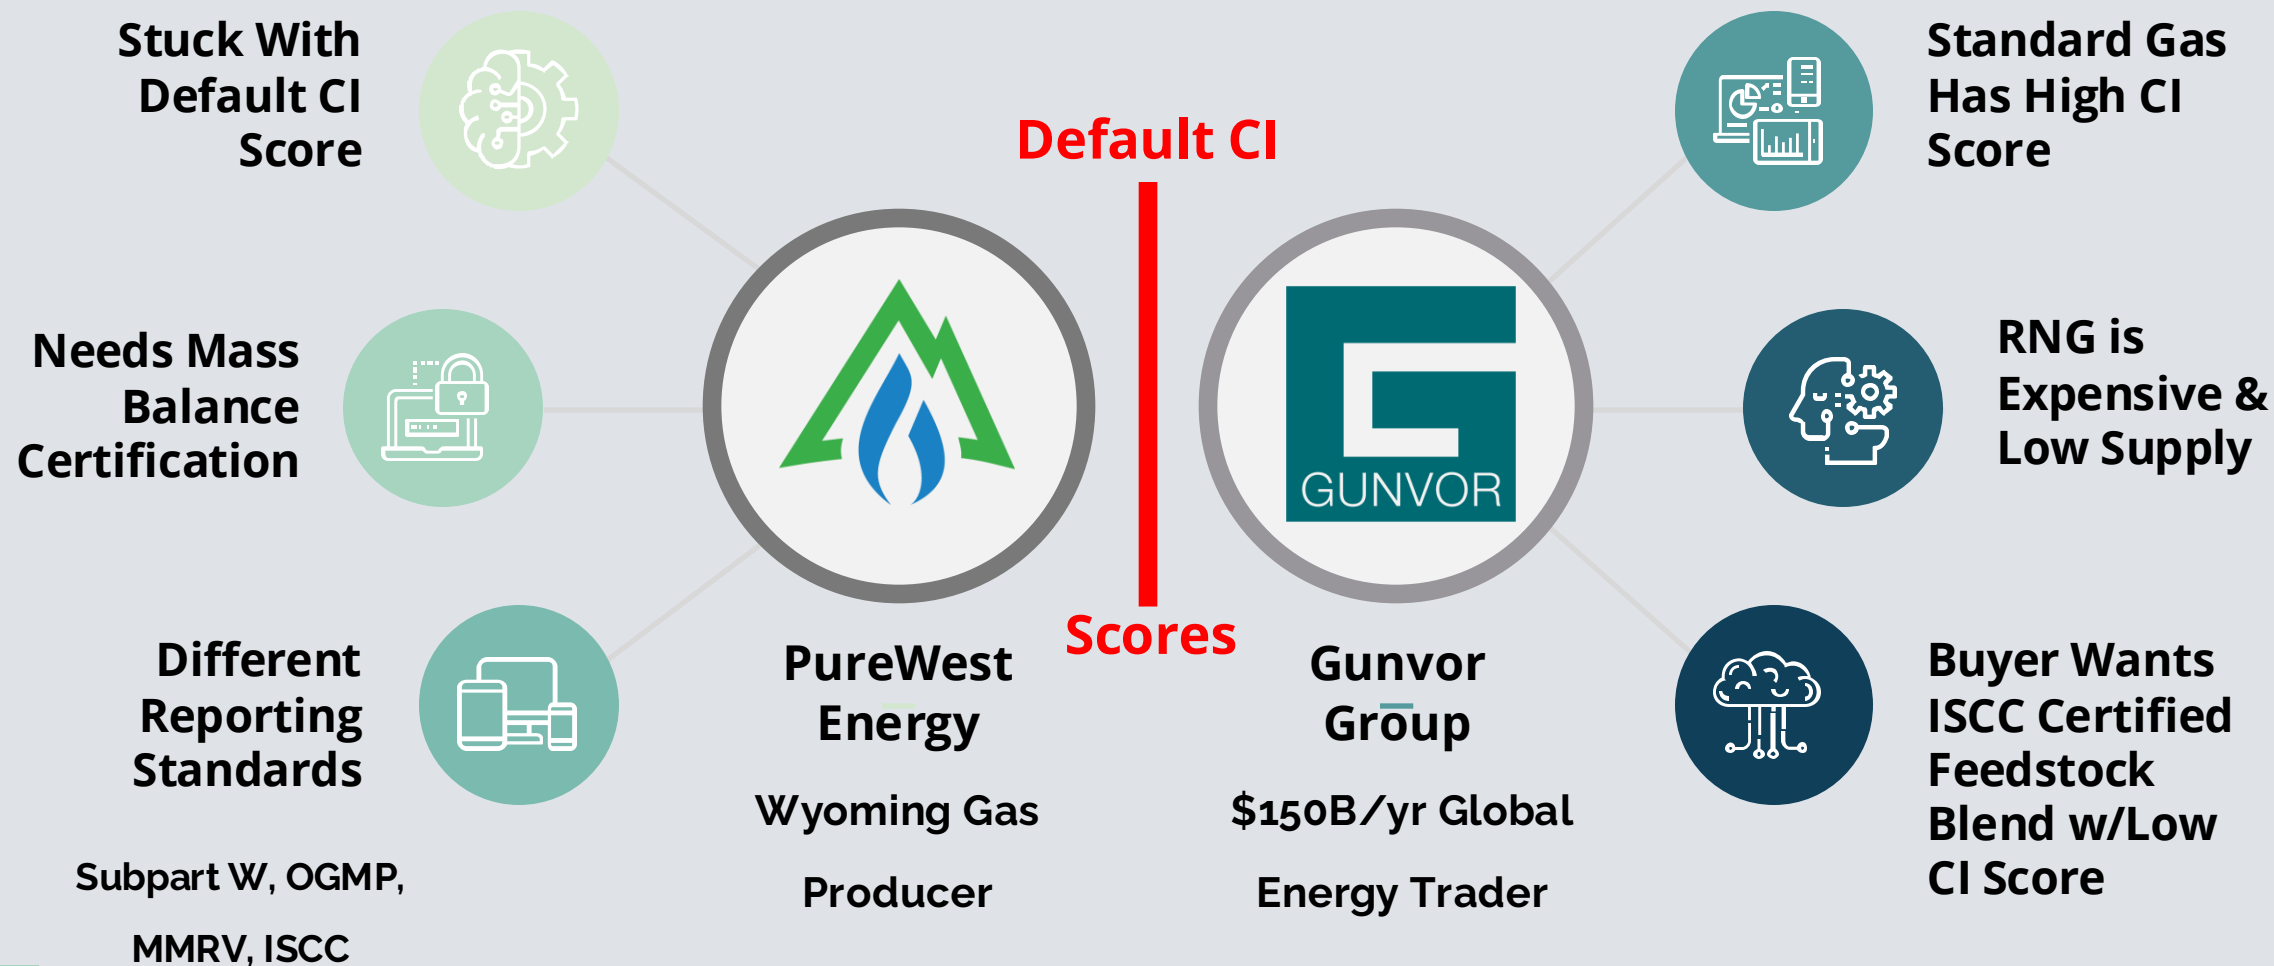 Stuck With
Default CI
Score
Needs Mass
Balance
Certification
Different
Reporting
Standards
Subpart W, OGMP,
MMRV, ISCC
Default CI
Scores
PureWest
Energy
Wyoming Gas
Producer
GUNVOR
Gunvor
Group
$150B/yr Global
Energy Trader
Standard Gas
Has High CI
Score
RNG is
Expensive &
Low Supply
Buyer Wants
ISCC Certified
Feedstock
Blend w/Low
CI Score